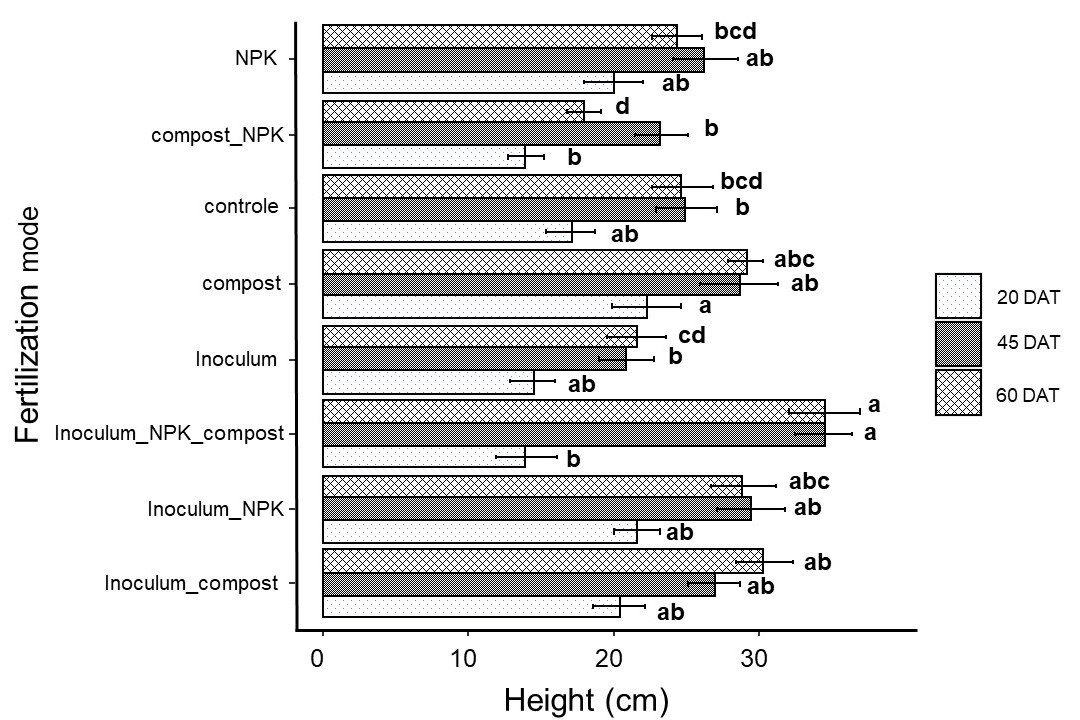 bcd
NPK
ab
ab
d
compost_NPK
b
b
bcd
controle
b
ab
abc
compost
ab
a
cd
Inoculum
b
ab
a
Inoculum_NPK_compost
a
b
abc
Inoculum_NPK
ab
ab
ab
Inoculum_compost
ab
ab
Fertilization mode
20 DAT
45 DAT
60 DAT
0 10 20 30
Height (cm)